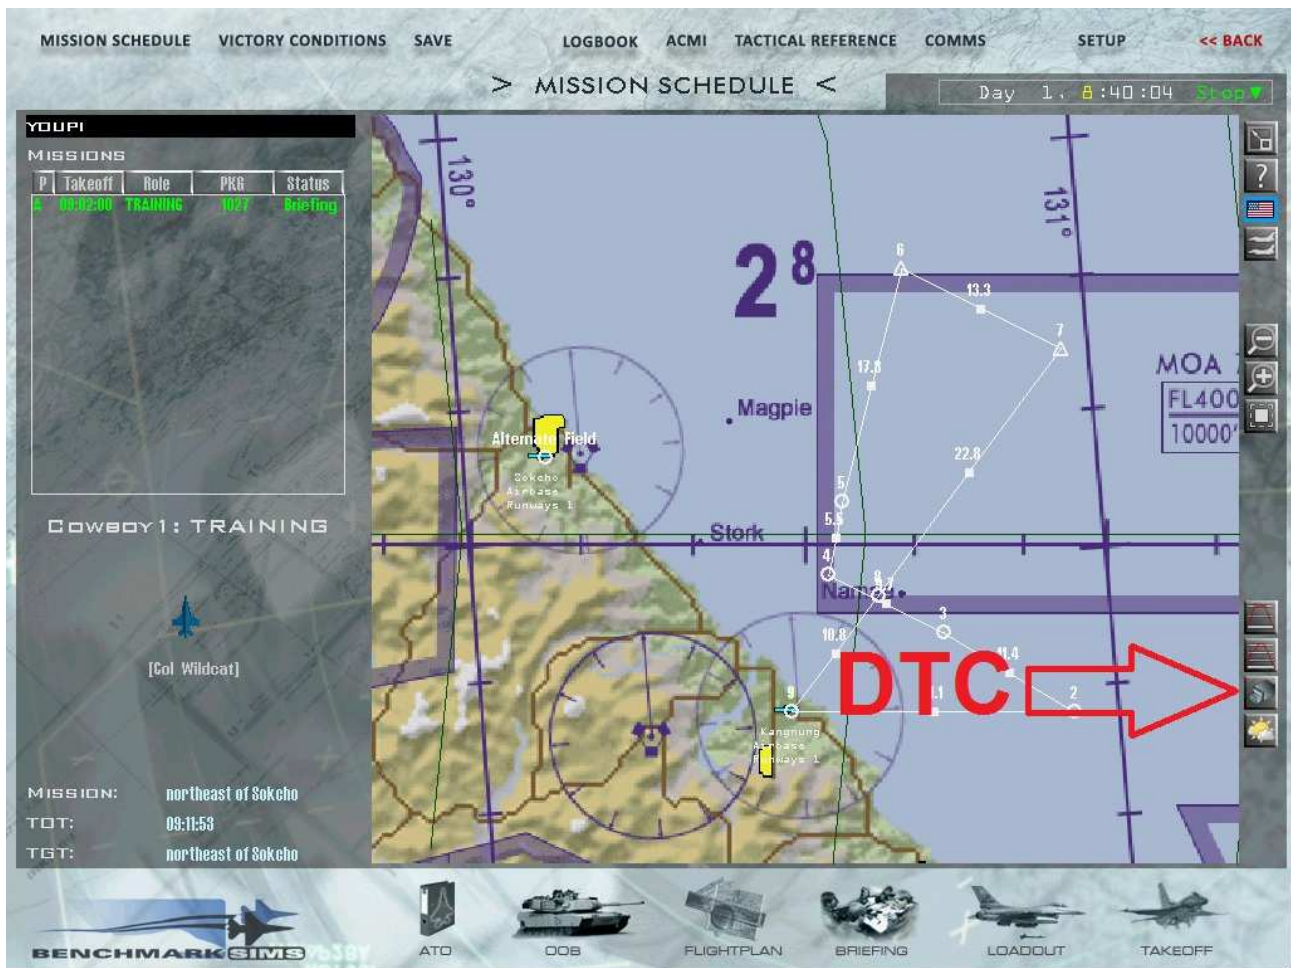 MISSION SCHEDULE VICTORY CONDITIONS SAVE LOGBOOK ACMI TACTICAL REFERENCE COMMS SETUP << BACK
> MISSION SCHEDULE <
Day 1, 8:40:04 Stop
YOUPI
MISSIONS
P Takeoff Role PKG Status
A 09:02:00 TRAINING 1027 Briefing
COWBOY1: TRAINING
[Col Wildcat]
MISSION: northeast of Sokcho
TOT: 09:11:53
TGT: northeast of Sokcho
130°
131°
28
6
13.3
7
17.8
MOA
FL400
10000'
Magpie
Alternate Field
Sokcho
Airbase
Runways 1
22.8
5
5.5
Stork
4
8
3
10.8
11.4
DTC
9
2
Kangnung
Airbase
Runways 1
?
BENCHMARK SIMS
ATO OOB FLIGHTPLAN BRIEFING LOADOUT TAKEOFF